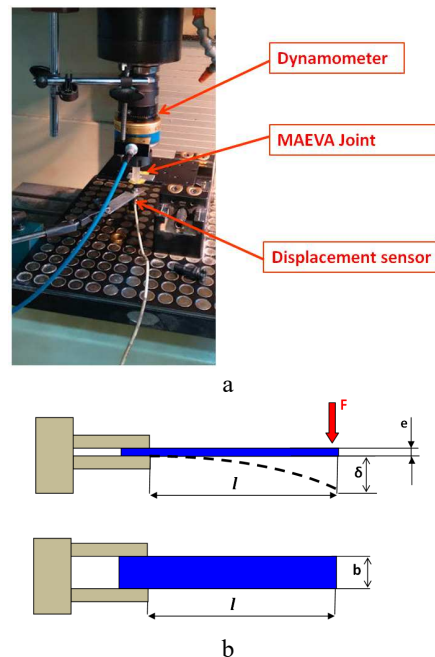 Dynamometer
MAEVA Joint
Displacement sensor
a
F
e
δ
l
b
l
b